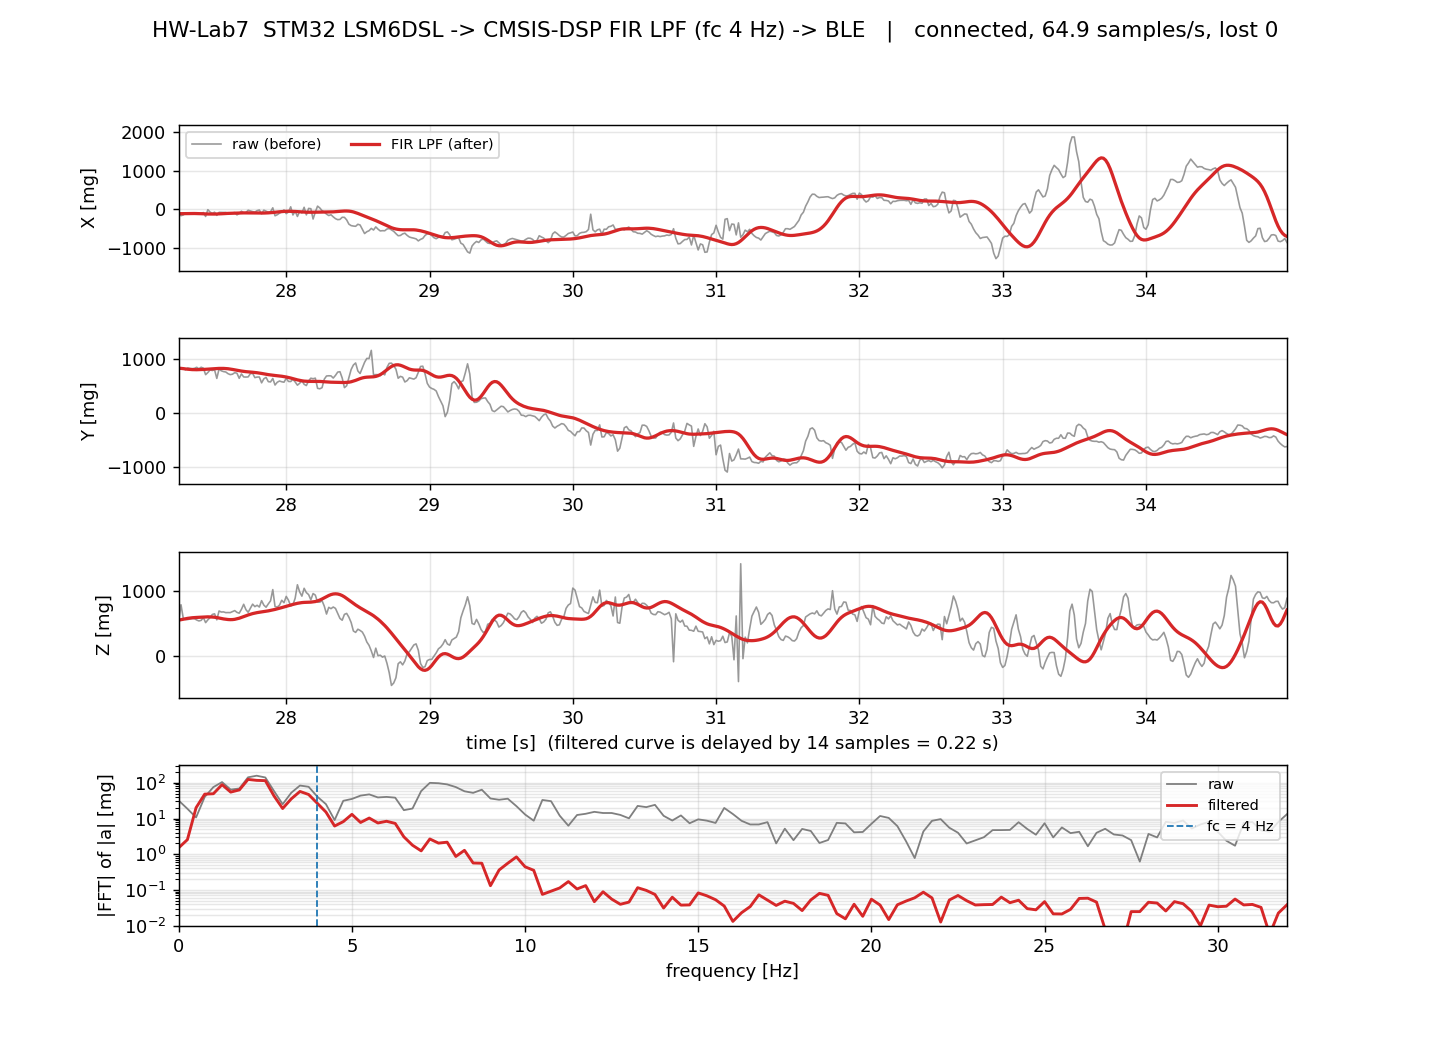 HW-Lab7  STM32 LSM6DSL -> CMSIS-DSP FIR LPF (fc 4 Hz) -> BLE   |   connected, 64.9 samples/s, lost 0
X [mg]
2000
1000
0
−1000
raw (before)
FIR LPF (after)
28 29 30 31 32 33 34
Y [mg]
1000
0
−1000
28 29 30 31 32 33 34
Z [mg]
1000
0
28 29 30 31 32 33 34
time [s]  (filtered curve is delayed by 14 samples = 0.22 s)
|FFT| of |a| [mg]
10²
10¹
10⁰
10⁻¹
10⁻²
raw
filtered
fc = 4 Hz
0 5 10 15 20 25 30
frequency [Hz]